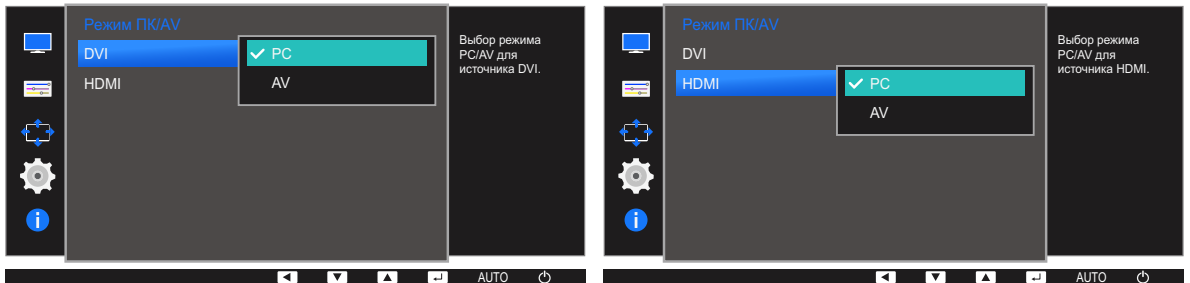 Режим ПК/AV
DVI
PC
HDMI
AV
Выбор режима
PC/AV для
источника DVI.
AUTO
Режим ПК/AV
DVI
HDMI
PC
AV
Выбор режима
PC/AV для
источника HDMI.
AUTO